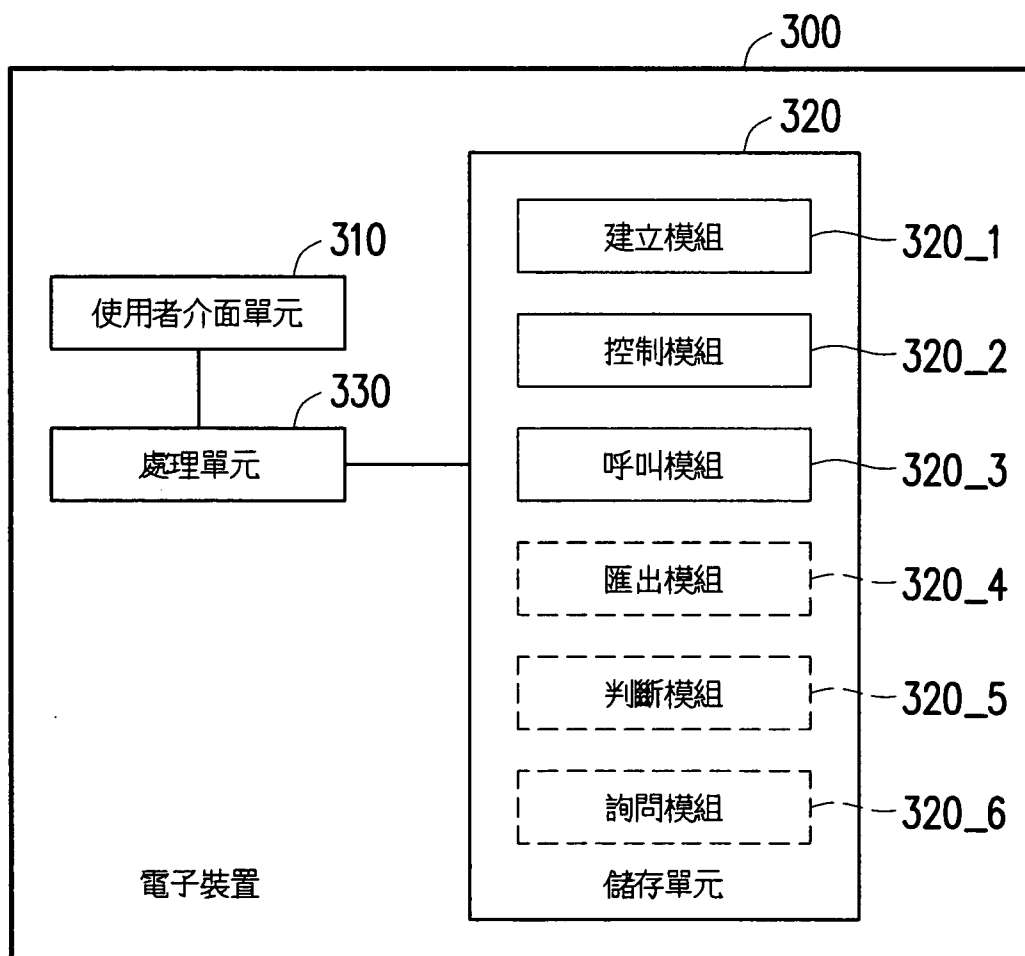 300
320
建立模組
320_1
310
使用者介面單元
控制模組
320_2
330
處理單元
呼叫模組
320_3
匯出模組
320_4
判斷模組
320_5
詢問模組
320_6
電子裝置
儲存單元